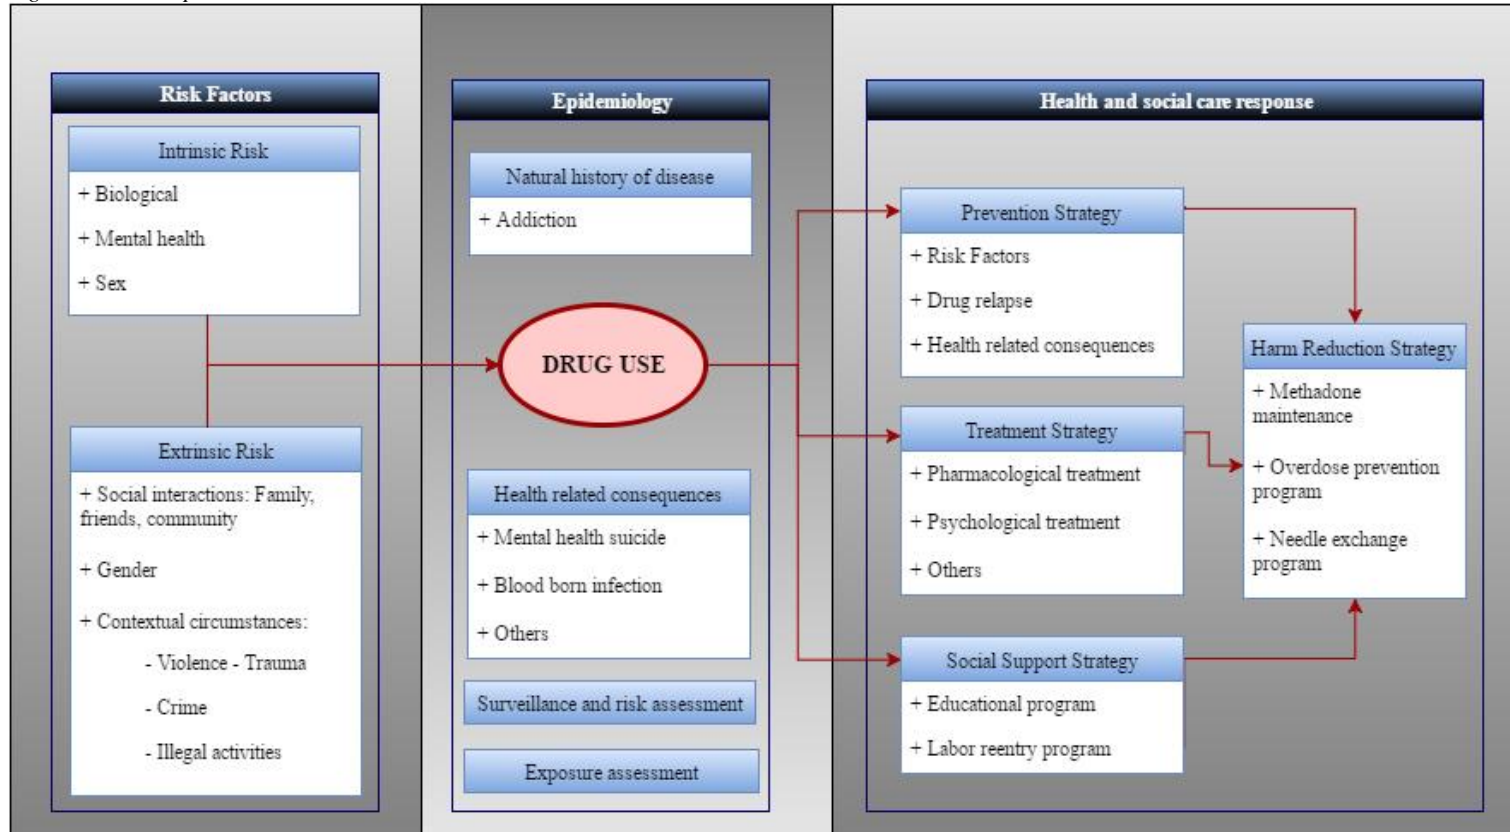 Risk Factors
Intrinsic Risk
+ Biological
+ Mental health
+ Sex
Extrinsic Risk
+ Social interactions: Family,
friends, community
+ Gender
+ Contextual circumstances:
- Violence - Trauma
- Crime
- Illegal activities
Epidemiology
Natural history of disease
+ Addiction
DRUG USE
Health related consequences
+ Mental health suicide
+ Blood born infection
+ Others
Surveillance and risk assessment
Exposure assessment
Health and social care response
Prevention Strategy
+ Risk Factors
+ Drug relapse
+ Health related consequences
Treatment Strategy
+ Pharmacological treatment
+ Psychological treatment
+ Others
Social Support Strategy
+ Educational program
+ Labor reentry program
Harm Reduction Strategy
+ Methadone
maintenance
+ Overdose prevention
program
+ Needle exchange
program